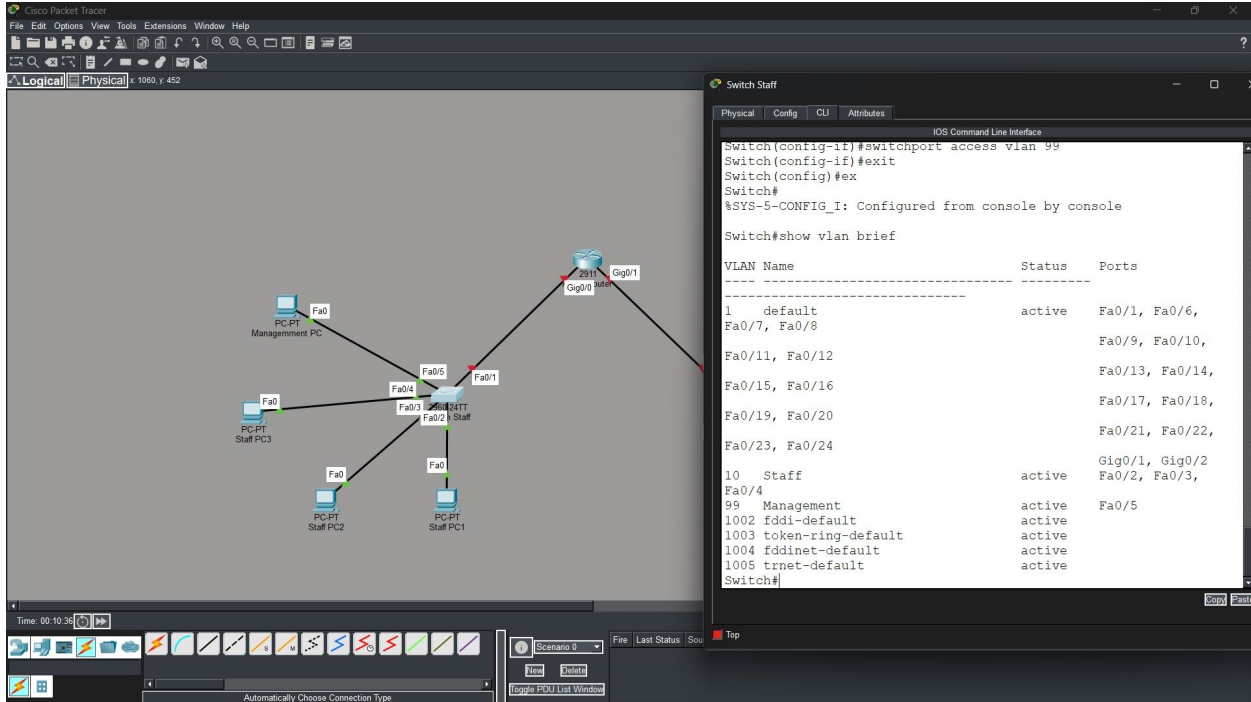 Cisco Packet Tracer
File Edit Options View Tools Extensions Window Help
?
Logical Physical x: 1060, y: 452
2911
Gig0/1
Gig0/0
Fa0
PC-PT
Managemment PC
Fa0/5
Fa0/1
Fa0/4
Fa0
Fa0/3
24TT
Fa0/2
Staff
PC-PT
Staff PC3
Fa0
Fa0
PC-PT
Staff PC2
PC-PT
Staff PC1
Switch Staff
Physical Config CLI Attributes
IOS Command Line Interface
Switch(config-if)#switchport access vlan 99
Switch(config-if)#exit
Switch(config)#ex
Switch#
%SYS-5-CONFIG_I: Configured from console by console
Switch#show vlan brief
VLAN Name Status Ports
---- -------------------------------- ---------
-------------------------------
1 default active Fa0/1, Fa0/6,
Fa0/7, Fa0/8
Fa0/9, Fa0/10,
Fa0/11, Fa0/12
Fa0/13, Fa0/14,
Fa0/15, Fa0/16
Fa0/17, Fa0/18,
Fa0/19, Fa0/20
Fa0/21, Fa0/22,
Fa0/23, Fa0/24
Gig0/1, Gig0/2
10 Staff active Fa0/2, Fa0/3,
Fa0/4
99 Management active Fa0/5
1002 fddi-default active
1003 token-ring-default active
1004 fddinet-default active
1005 trnet-default active
Switch#
Copy Paste
Top
Time: 00:10:36
Scenario 0
Fire Last Status
New Delete
Toggle PDU List Window
Automatically Choose Connection Type